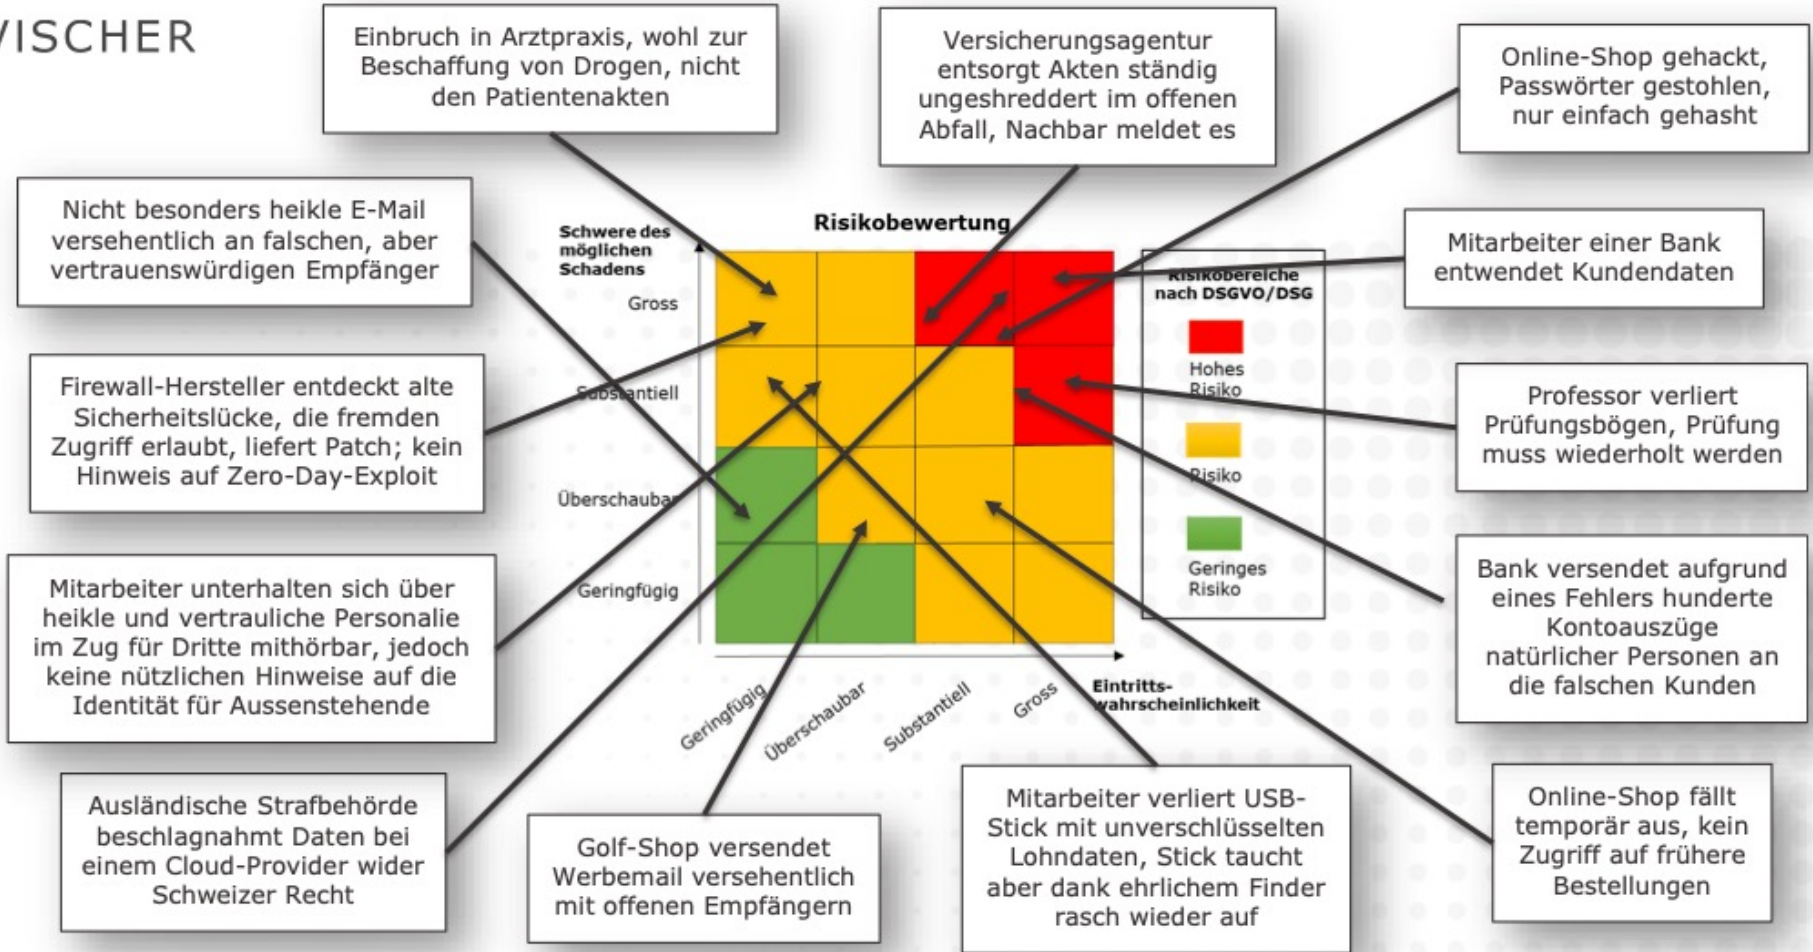 VISCHER
Einbruch in Arztpraxis, wohl zur
Beschaffung von Drogen, nicht
den Patientenakten
Versicherungsagentur
entsorgt Akten ständig
ungeshreddert im offenen
Abfall, Nachbar meldet es
Online-Shop gehackt,
Passwörter gestohlen,
nur einfach gehasht
Nicht besonders heikle E-Mail
versehentlich an falschen, aber
vertrauenswürdigen Empfänger
Mitarbeiter einer Bank
entwendet Kundendaten
Firewall-Hersteller entdeckt alte
Sicherheitslücke, die fremden
Zugriff erlaubt, liefert Patch; kein
Hinweis auf Zero-Day-Exploit
Professor verliert
Prüfungsbögen, Prüfung
muss wiederholt werden
Mitarbeiter unterhalten sich über
heikle und vertrauliche Personalie
im Zug für Dritte mithörbar, jedoch
keine nützlichen Hinweise auf die
Identität für Aussenstehende
Bank versendet aufgrund
eines Fehlers hunderte
Kontoauszüge
natürlicher Personen an
die falschen Kunden
Ausländische Strafbehörde
beschlagnahmt Daten bei
einem Cloud-Provider wider
Schweizer Recht
Golf-Shop versendet
Werbemail versehentlich
mit offenen Empfängern
Mitarbeiter verliert USB-
Stick mit unverschlüsselten
Lohndaten, Stick taucht
aber dank ehrlichem Finder
rasch wieder auf
Online-Shop fällt
temporär aus, kein
Zugriff auf frühere
Bestellungen
Risikobewertung
Schwere des
möglichen
Schadens
Gross
Substantiell
Überschaubar
Geringfügig
Geringfügig
Überschaubar
Substantiell
Gross
Eintritts-
wahrscheinlichkeit
Risikobereiche
nach DSGVO/DSG
Hohes
Risiko
Risiko
Geringes
Risiko